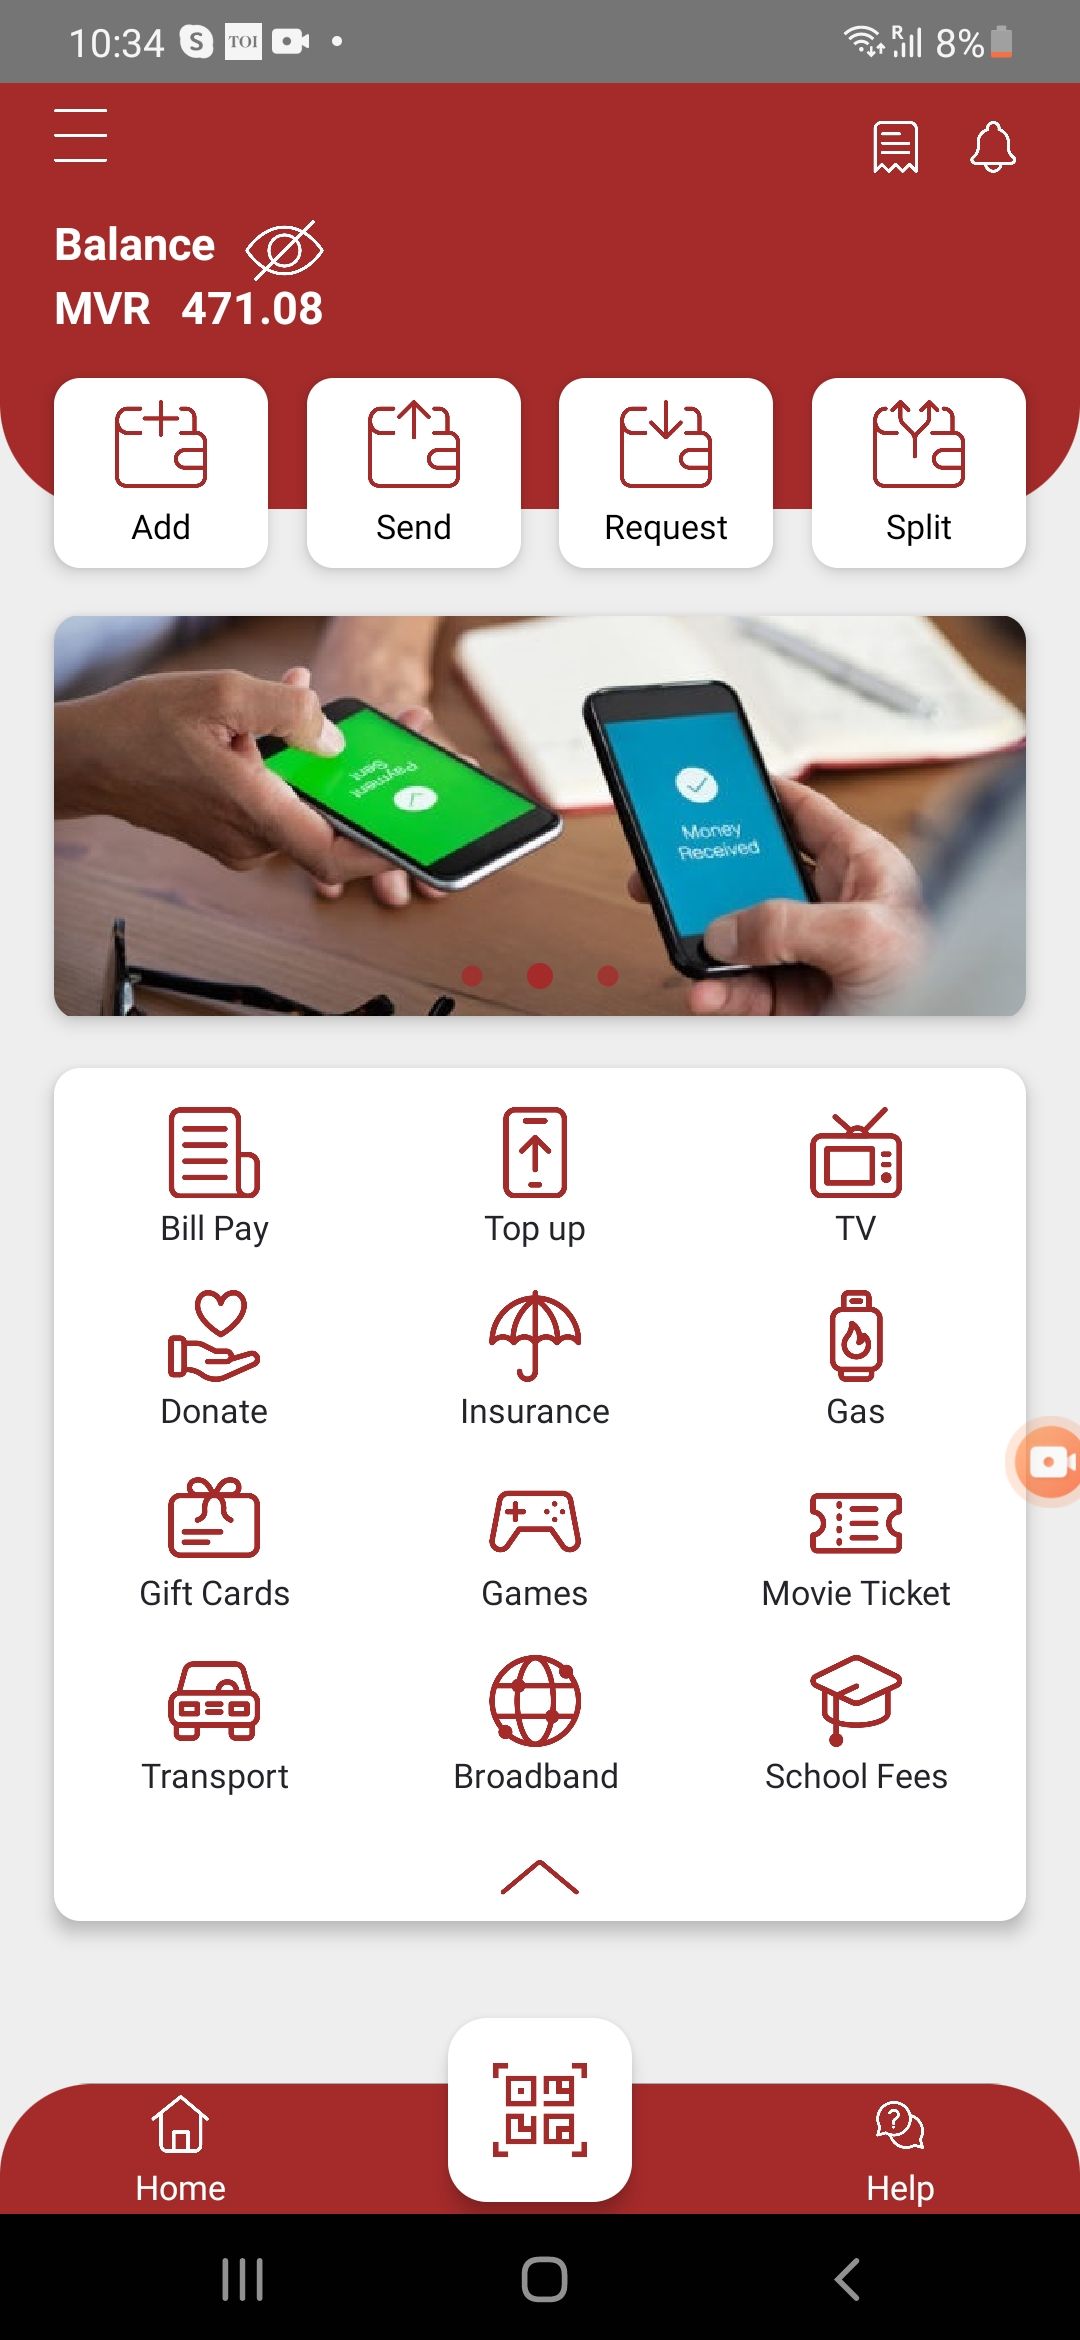 10:34 S TOI R 8%
Balance
MVR 471.08
Add Send Request Split
Payment
Sent
Money
Received
Bill Pay Top up TV
Donate Insurance Gas
Gift Cards Games Movie Ticket
Transport Broadband School Fees
?
Home Help